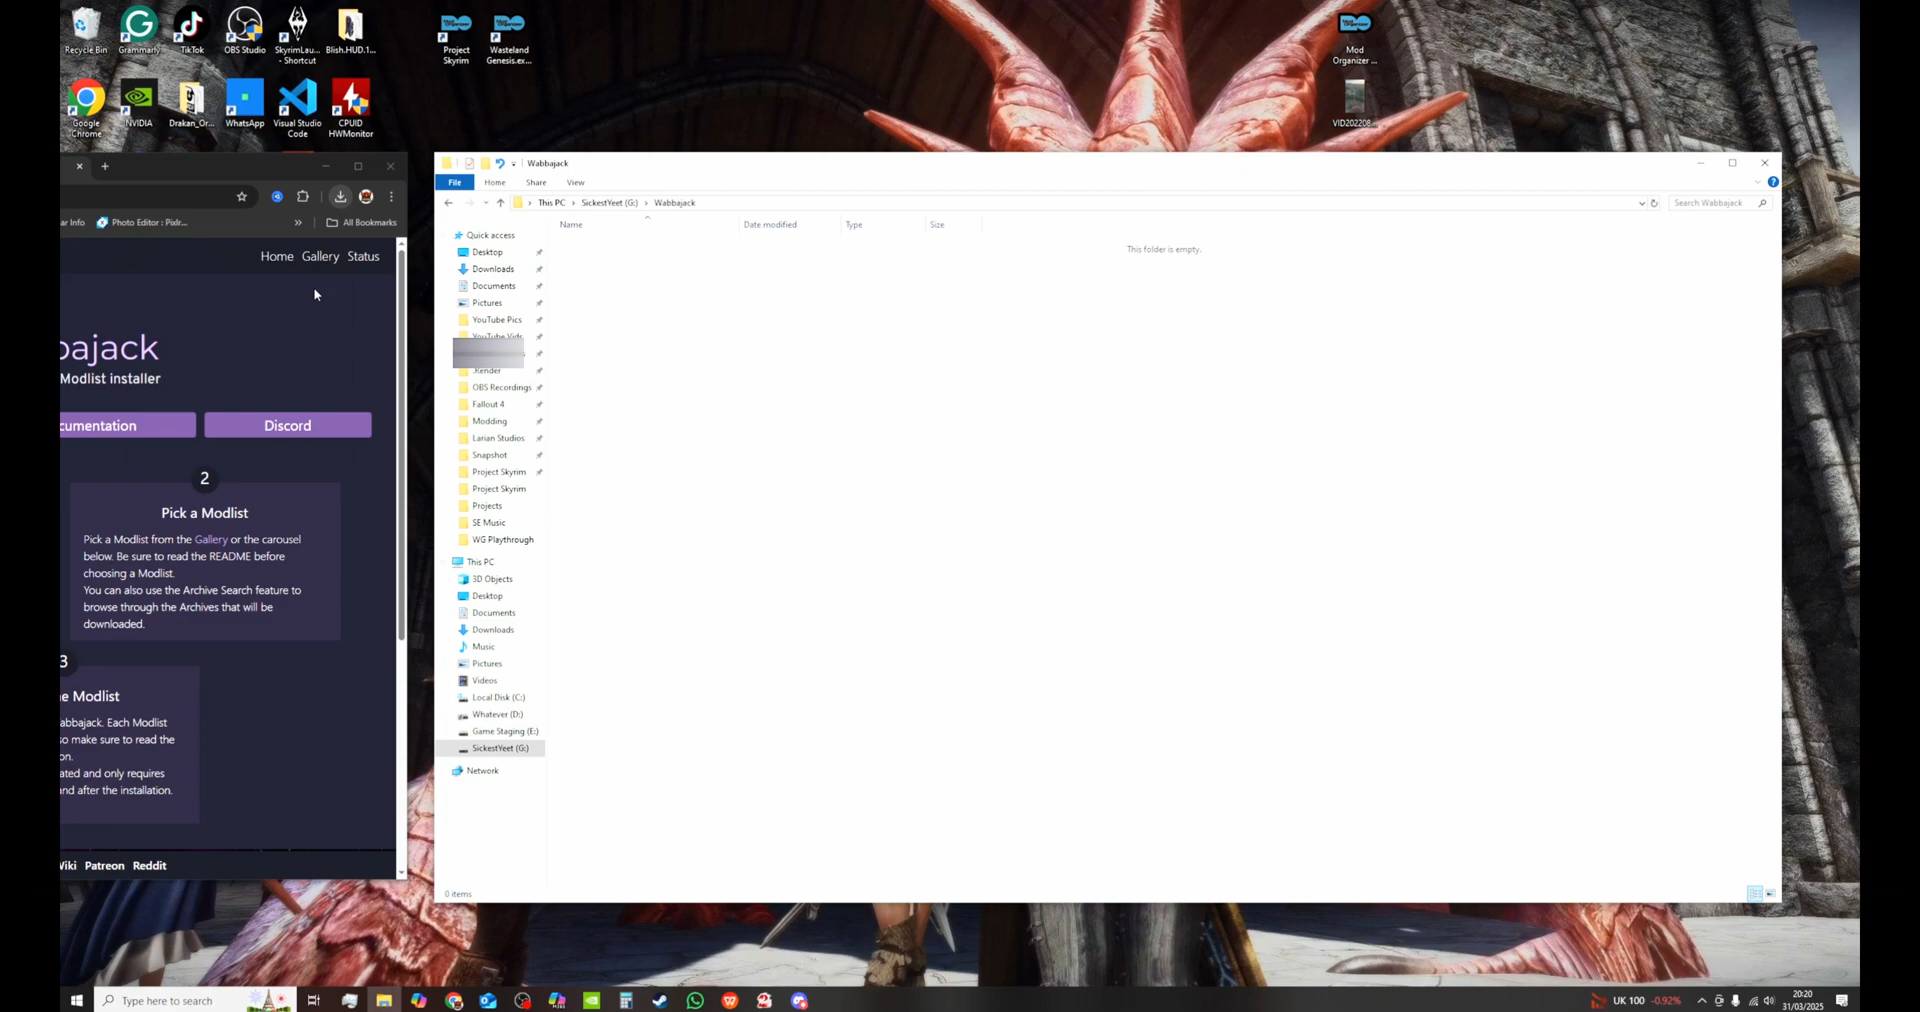 Recycle Bin
Grammarly
TikTok
OBS Studio
SkyrimLau...
- Shortcut
Blish.HUD.1...
Project
Skyrim
Wasteland
Genesis.ex...
Mod
Organizer ...
Google
Chrome
NVIDIA
Drakan_Or...
WhatsApp
Visual Studio
Code
CPUID
HWMonitor
VID202208...
ar Info
Photo Editor : Pixlr...
»
All Bookmarks
Home Gallery Status
bajack
Modlist installer
cumentation
Discord
2
Pick a Modlist
Pick a Modlist from the Gallery or the carousel
below. Be sure to read the README before
choosing a Modlist.
You can also use the Archive Search feature to
browse through the Archives that will be
downloaded.
3
e Modlist
abbajack. Each Modlist
so make sure to read the
on.
ated and only requires
and after the installation.
Viki Patreon Reddit
Wabbajack
File Home Share View
This PC > SickestYeet (G:) > Wabbajack
Search Wabbajack
Name Date modified Type Size
This folder is empty.
Quick access
Desktop
Downloads
Documents
Pictures
YouTube Pics
YouTube Vids
.Render
OBS Recordings
Fallout 4
Modding
Larian Studios
Snapshot
Project Skyrim
Project Skyrim
Projects
SE Music
WG Playthrough
This PC
3D Objects
Desktop
Documents
Downloads
Music
Pictures
Videos
Local Disk (C:)
Whatever (D:)
Game Staging (E:)
SickestYeet (G:)
Network
0 items
Type here to search
UK 100 -0.92%
20:20
31/03/2025